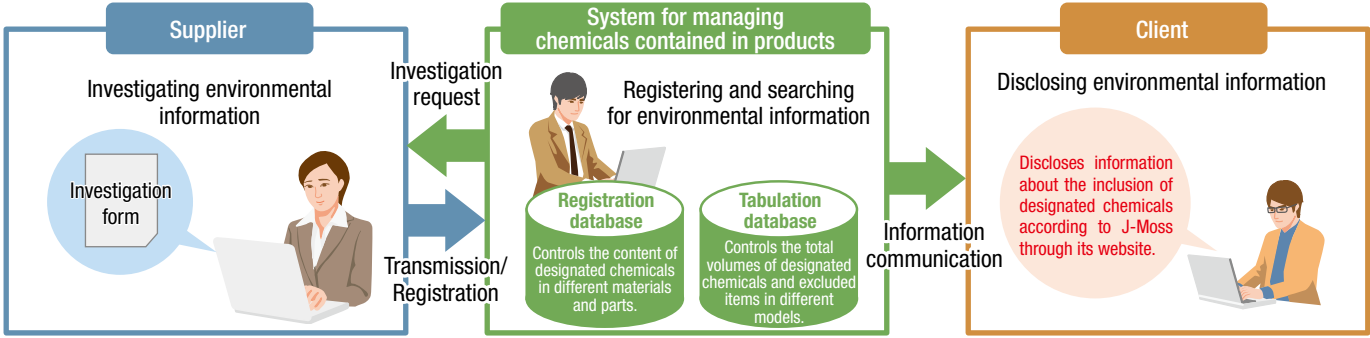 Supplier
Investigating environmental
information
Investigation
form
Investigation
request
Transmission/
Registration
System for managing
chemicals contained in products
Registering and searching
for environmental information
Registration
database
Controls the content of
designated chemicals
in different materials
and parts.
Tabulation
database
Controls the total
volumes of designated
chemicals and excluded
items in different
models.
Information
communication
Client
Disclosing environmental information
Discloses information
about the inclusion of
designated chemicals
according to J-Moss
through its website.